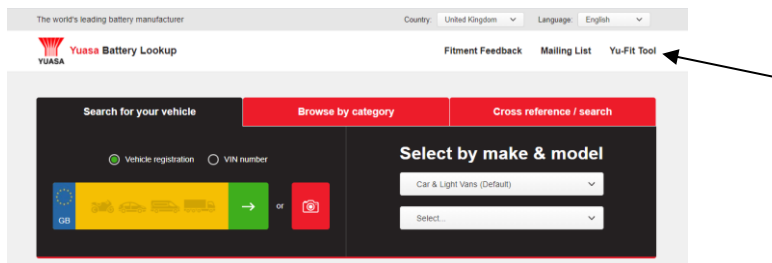 The world's leading battery manufacturer Country: United Kingdom Language: English
YUASA Yuasa Battery Lookup Fitment Feedback Mailing List Yu-Fit Tool
Search for your vehicle Browse by category Cross reference / search
Vehicle registration VIN number
Select by make & model
Car & Light Vans (Default)
GB or
Select...